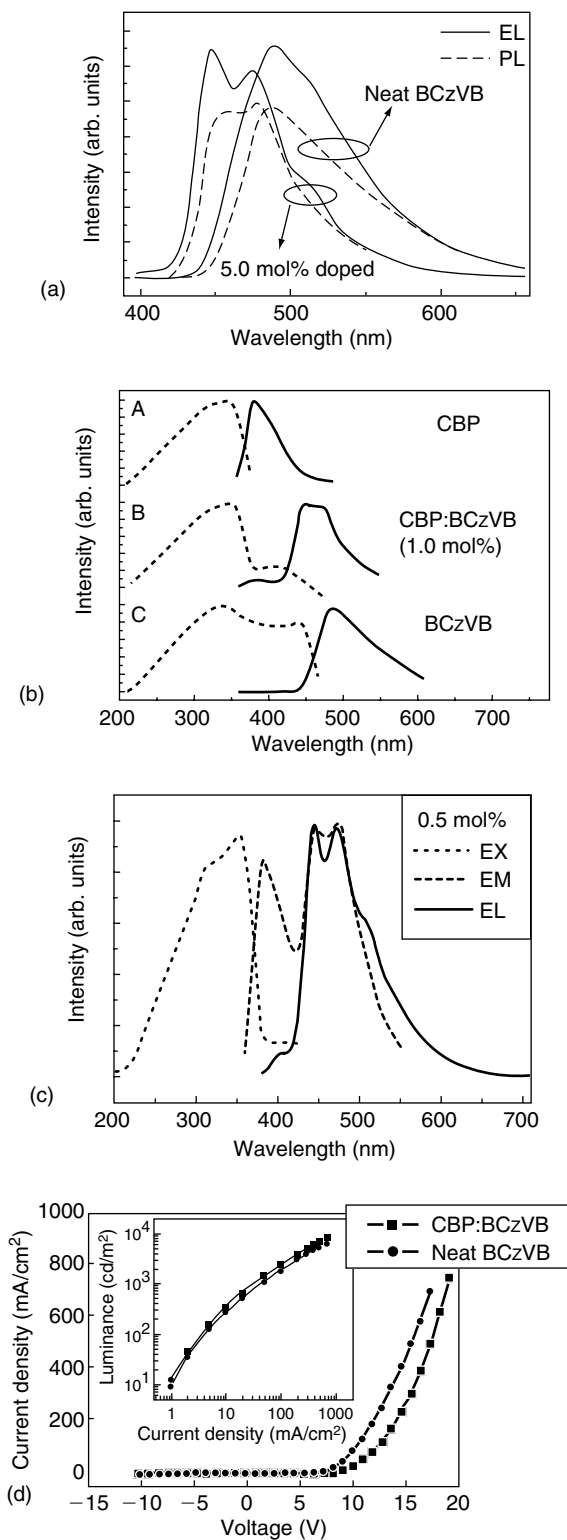 EL
PL
Neat BCzVB
5.0 mol% doped
Intensity (arb. units)
400 500 600
Wavelength (nm)
(a)
A
CBP
B
CBP:BCzVB
(1.0 mol%)
C
BCzVB
Intensity (arb. units)
200 300 400 500 600 700
Wavelength (nm)
(b)
0.5 mol%
EX
EM
EL
Intensity (arb. units)
200 300 400 500 600 700
Wavelength (nm)
(c)
1000
800
600
400
200
0
Current density (mA/cm²)
CBP:BCzVB
Neat BCzVB
10⁴
10³
10²
10¹
Luminance (cd/m²)
1 10 100 1000
Current density (mA/cm²)
−15 −10 −5 0 5 10 15 20
Voltage (V)
(d)